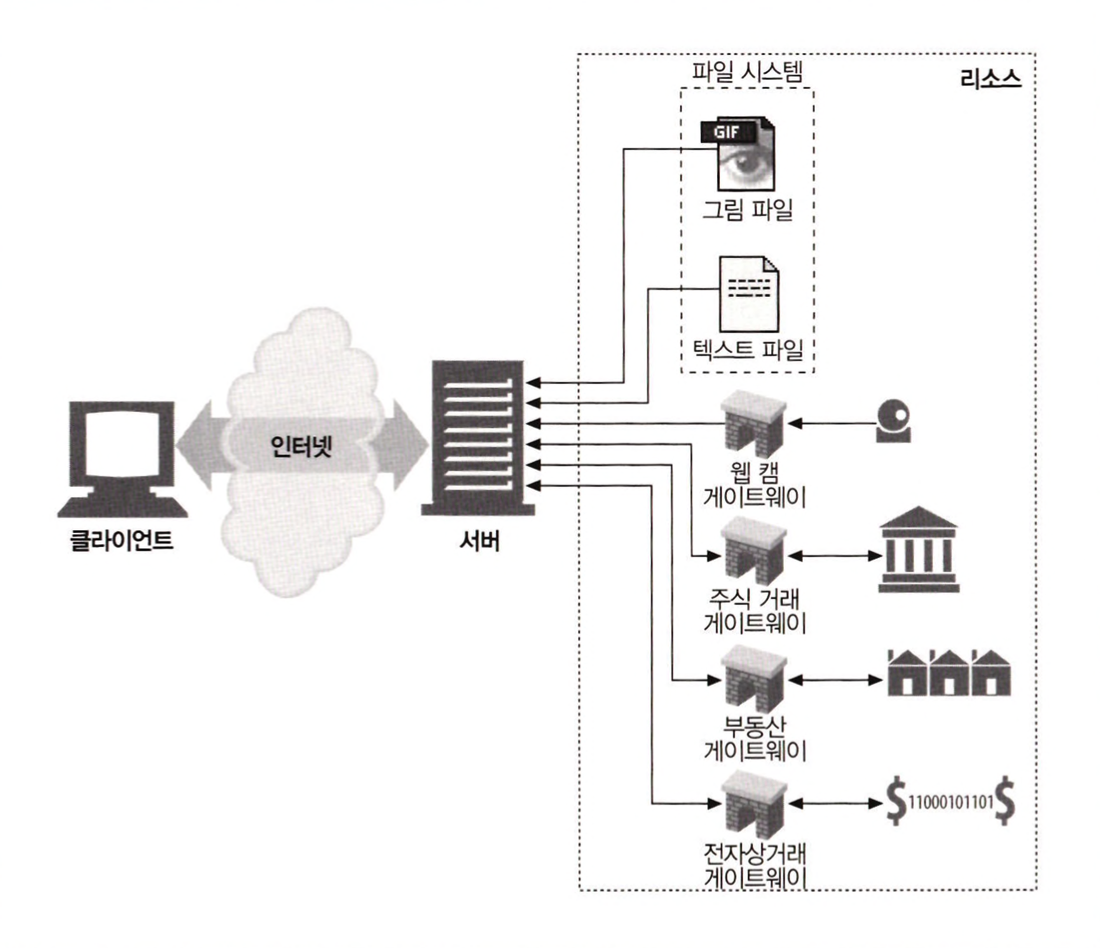 파일 시스템
리소스
GIF
그림 파일
텍스트 파일
인터넷
클라이언트
서버
웹 캠
게이트웨이
주식 거래
게이트웨이
부동산
게이트웨이
$11000101101$
전자상거래
게이트웨이